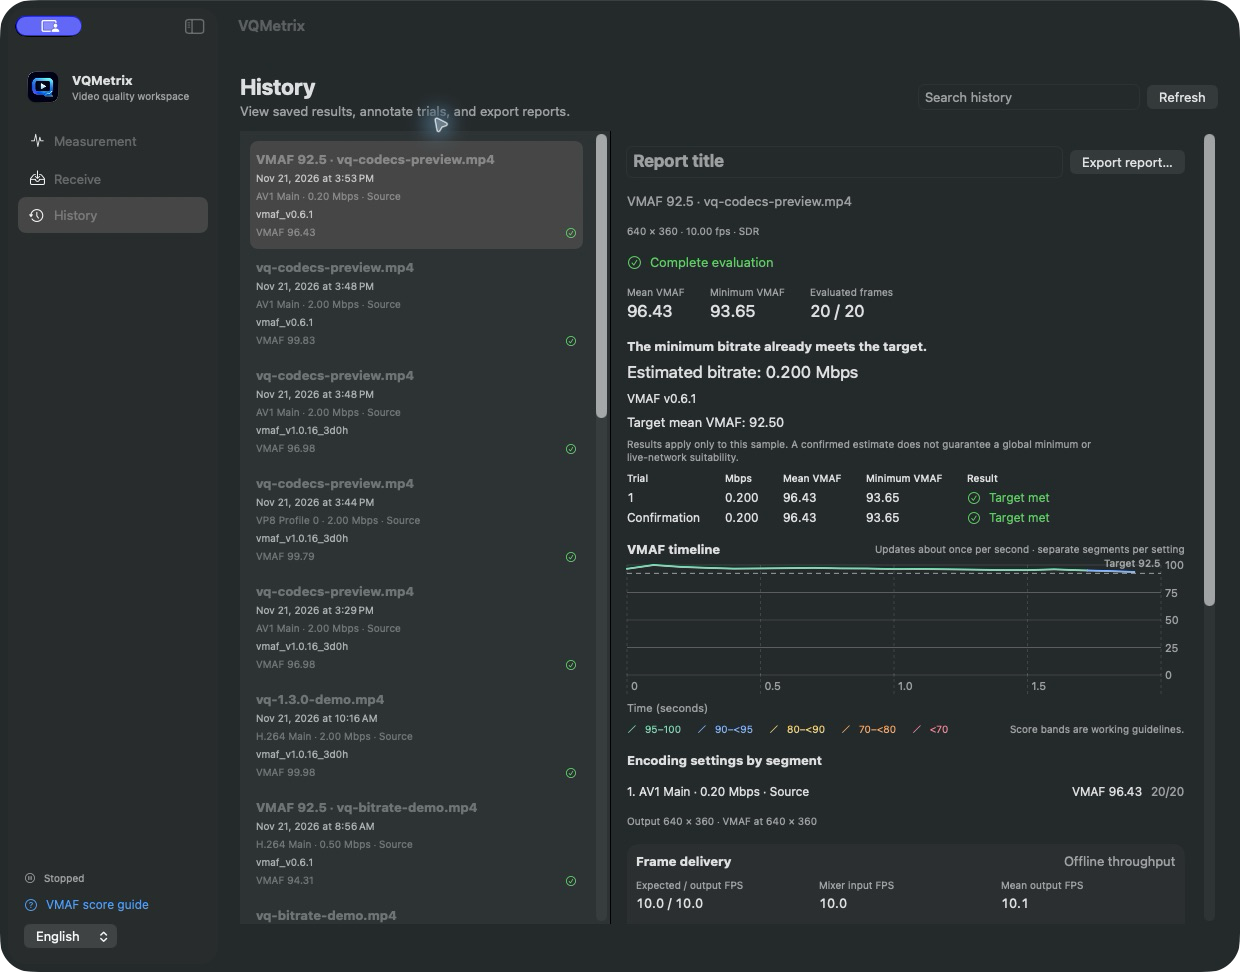 VQMetrix
VQMetrix
Video quality workspace
Measurement
Receive
History
Stopped
VMAF score guide
English
History
View saved results, annotate trials, and export reports.
Search history
Refresh
VMAF 92.5 · vq-codecs-preview.mp4
Nov 21, 2026 at 3:53 PM
AV1 Main · 0.20 Mbps · Source
vmaf_v0.6.1
VMAF 96.43
vq-codecs-preview.mp4
Nov 21, 2026 at 3:48 PM
AV1 Main · 2.00 Mbps · Source
vmaf_v0.6.1
VMAF 99.83
vq-codecs-preview.mp4
Nov 21, 2026 at 3:48 PM
AV1 Main · 2.00 Mbps · Source
vmaf_v1.0.16_3d0h
VMAF 96.98
vq-codecs-preview.mp4
Nov 21, 2026 at 3:44 PM
VP8 Profile 0 · 2.00 Mbps · Source
vmaf_v1.0.16_3d0h
VMAF 99.79
vq-codecs-preview.mp4
Nov 21, 2026 at 3:29 PM
AV1 Main · 2.00 Mbps · Source
vmaf_v1.0.16_3d0h
VMAF 96.98
vq-1.3.0-demo.mp4
Nov 21, 2026 at 10:16 AM
H.264 Main · 2.00 Mbps · Source
vmaf_v1.0.16_3d0h
VMAF 99.98
VMAF 92.5 · vq-bitrate-demo.mp4
Nov 21, 2026 at 8:56 AM
H.264 Main · 0.50 Mbps · Source
vmaf_v0.6.1
VMAF 94.31
vq-bitrate-demo.mp4
Report title
Export report...
VMAF 92.5 · vq-codecs-preview.mp4
640 × 360 · 10.00 fps · SDR
Complete evaluation
Mean VMAF Minimum VMAF Evaluated frames
96.43 93.65 20 / 20
The minimum bitrate already meets the target.
Estimated bitrate: 0.200 Mbps
VMAF v0.6.1
Target mean VMAF: 92.50
Results apply only to this sample. A confirmed estimate does not guarantee a global minimum or
live-network suitability.
Trial Mbps Mean VMAF Minimum VMAF Result
1 0.200 96.43 93.65 Target met
Confirmation 0.200 96.43 93.65 Target met
VMAF timeline Updates about once per second · separate segments per setting
Target 92.5 100
75
50
25
0
0 0.5 1.0 1.5
Time (seconds)
95–100 90–<95 80–<90 70–<80 <70 Score bands are working guidelines.
Encoding settings by segment
1. AV1 Main · 0.20 Mbps · Source VMAF 96.43 20/20
Output 640 × 360 · VMAF at 640 × 360
Frame delivery Offline throughput
Expected / output FPS Mixer input FPS Mean output FPS
10.0 / 10.0 10.0 10.1